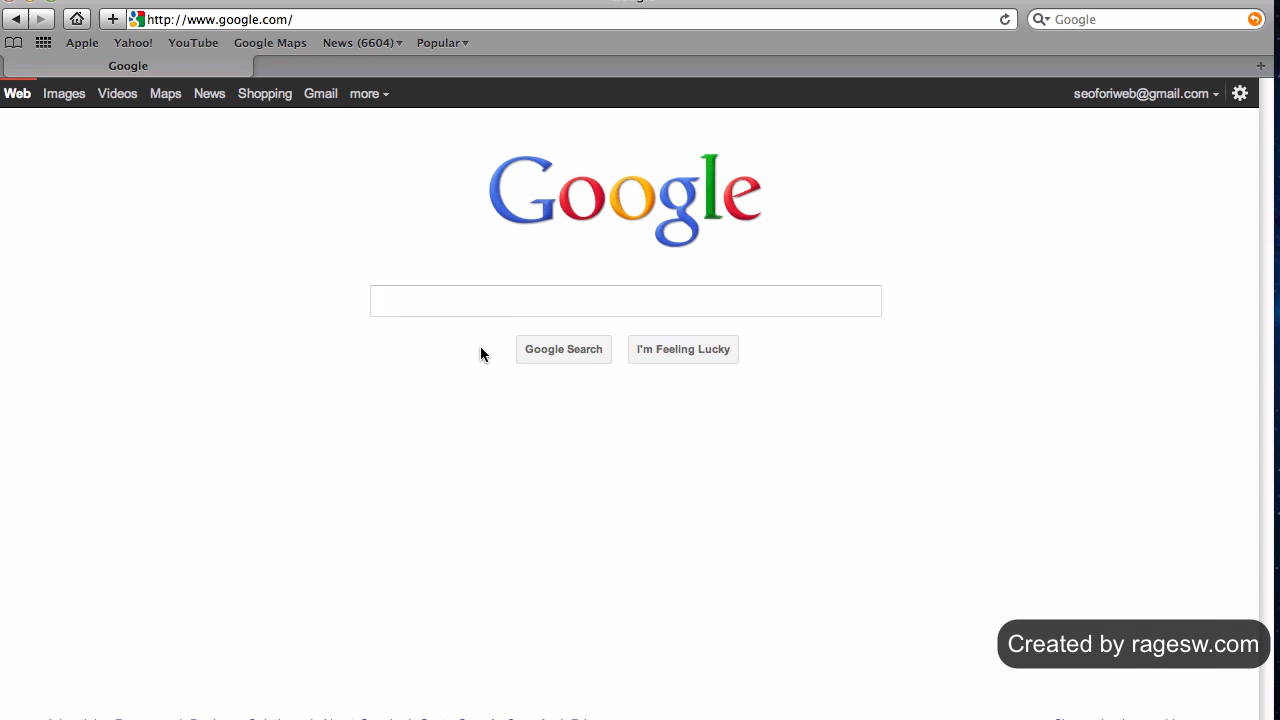 http://www.google.com/
Google
Apple Yahoo! YouTube Google Maps News (6604) Popular
Google
Web Images Videos Maps News Shopping Gmail more
seoforiweb@gmail.com
Google
Google Search I'm Feeling Lucky
Created by ragesw.com